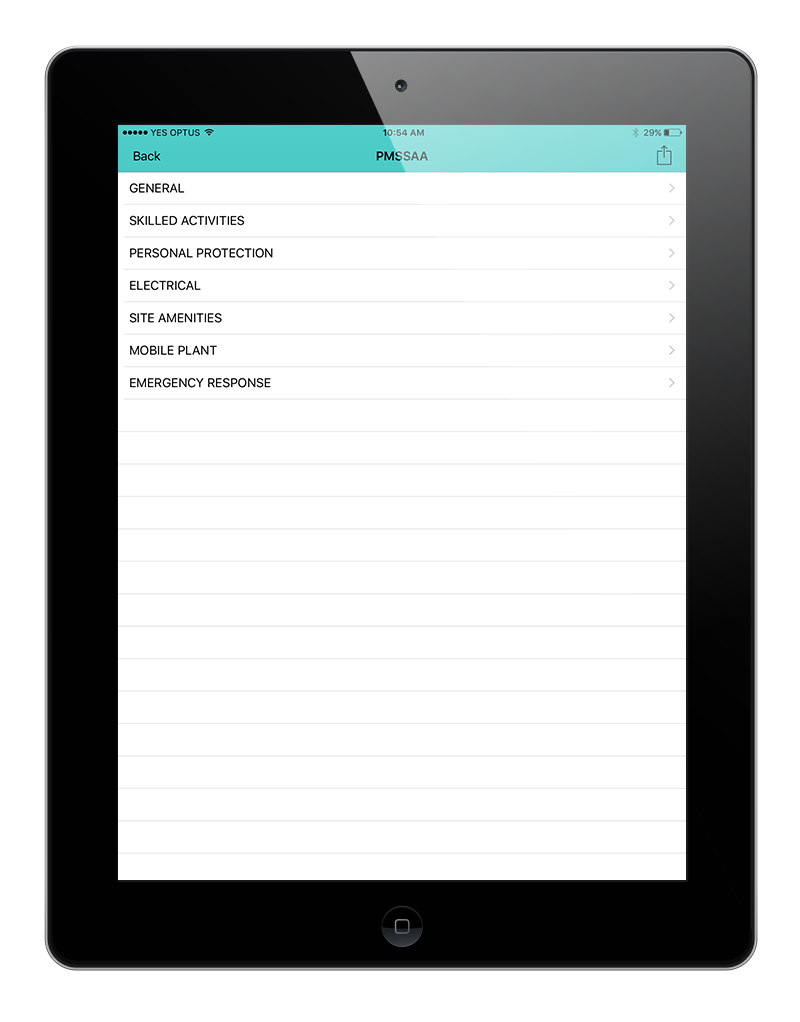 ●●●●● YES OPTUS 10:54 AM 29%
Back PMSSAA
GENERAL
SKILLED ACTIVITIES
PERSONAL PROTECTION
ELECTRICAL
SITE AMENITIES
MOBILE PLANT
EMERGENCY RESPONSE